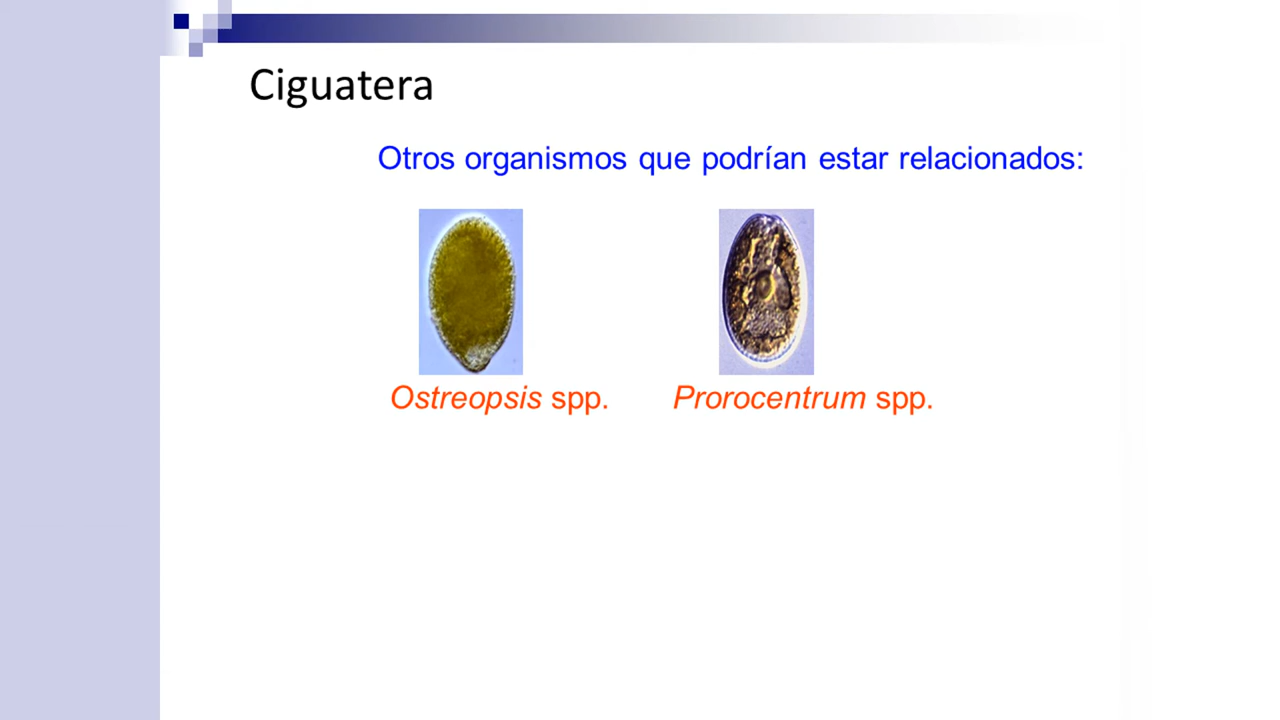 Ciguatera
Otros organismos que podrían estar relacionados:
Ostreopsis spp.
Prorocentrum spp.